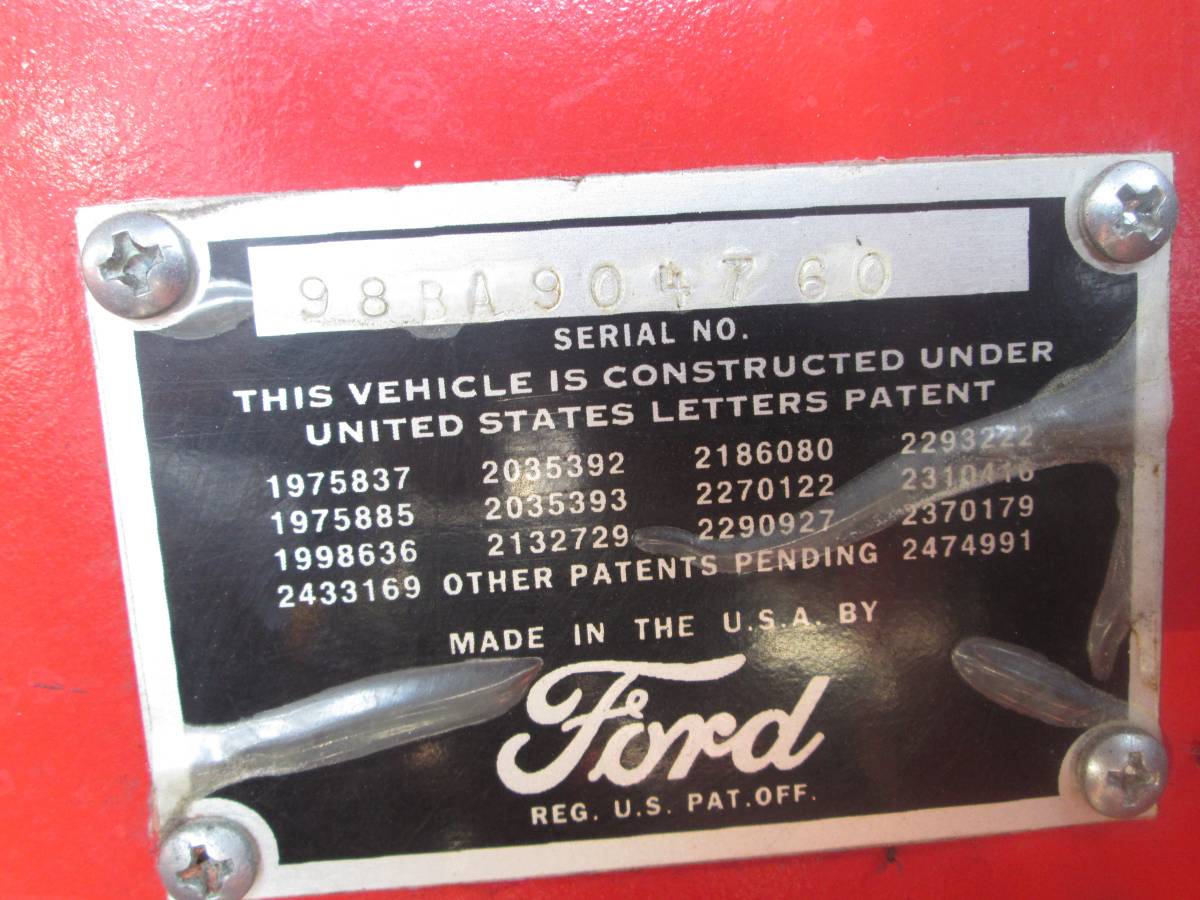 98BA904760
SERIAL NO.
THIS VEHICLE IS CONSTRUCTED UNDER
UNITED STATES LETTERS PATENT
1975837 2035392 2186080 2293222
1975885 2035393 2270122 2310416
1998636 2132729 2290927 2370179
2433169 OTHER PATENTS PENDING 2474991
MADE IN THE U.S.A. BY
Ford
REG. U.S. PAT.OFF.